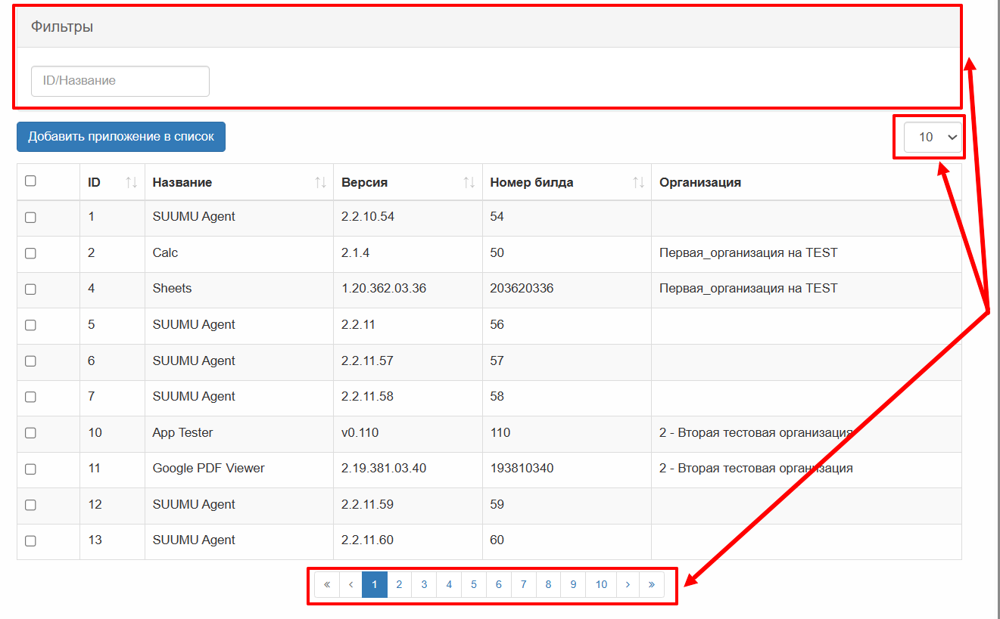 Фильтры
ID/Название
Добавить приложение в список 10
ID Название Версия Номер билда Организация
1 SUUMU Agent 2.2.10.54 54
2 Calc 2.1.4 50 Первая_организация на TEST
4 Sheets 1.20.362.03.36 203620336 Первая_организация на TEST
5 SUUMU Agent 2.2.11 56
6 SUUMU Agent 2.2.11.57 57
7 SUUMU Agent 2.2.11.58 58
10 App Tester v0.110 110 2 - Вторая тестовая организация
11 Google PDF Viewer 2.19.381.03.40 193810340 2 - Вторая тестовая организация
12 SUUMU Agent 2.2.11.59 59
13 SUUMU Agent 2.2.11.60 60
« ‹ 1 2 3 4 5 6 7 8 9 10 › »